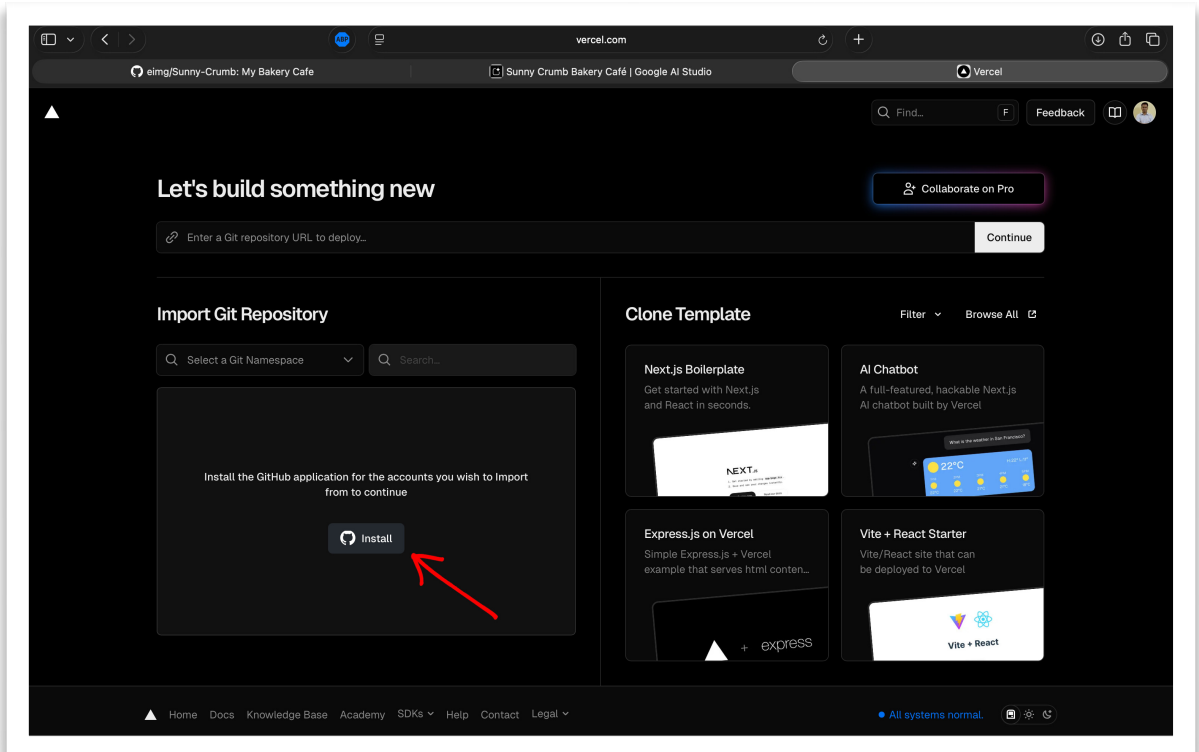 ABP
vercel.com
eimg/Sunny-Crumb: My Bakery Cafe
Sunny Crumb Bakery Café | Google AI Studio
Vercel
Find...
F
Feedback
Let's build something new
Collaborate on Pro
Enter a Git repository URL to deploy...
Continue
Import Git Repository
Select a Git Namespace
Search...
Install the GitHub application for the accounts you wish to Import
from to continue
Install
Clone Template
Filter
Browse All
Next.js Boilerplate
Get started with Next.js
and React in seconds.
NEXT.js
AI Chatbot
A full-featured, hackable Next.js
AI chatbot built by Vercel
What is the weather in San Francisco?
22°C
Express.js on Vercel
Simple Express.js + Vercel
example that serves html conten...
+ express
Vite + React Starter
Vite/React site that can
be deployed to Vercel
Vite + React
Home
Docs
Knowledge Base
Academy
SDKs
Help
Contact
Legal
All systems normal.